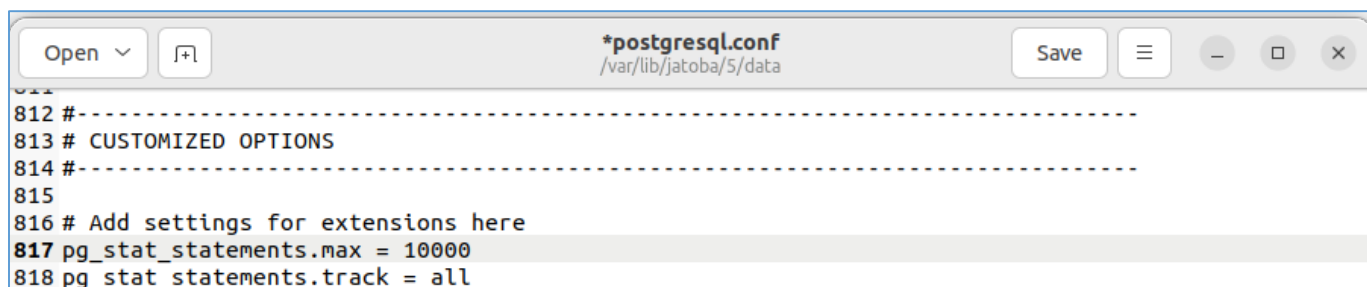 Open
*postgresql.conf
/var/lib/jatoba/5/data
Save
811
812 #------------------------------------------------------------------------------
813 # CUSTOMIZED OPTIONS
814 #------------------------------------------------------------------------------
815
816 # Add settings for extensions here
817 pg_stat_statements.max = 10000
818 pg_stat_statements.track = all